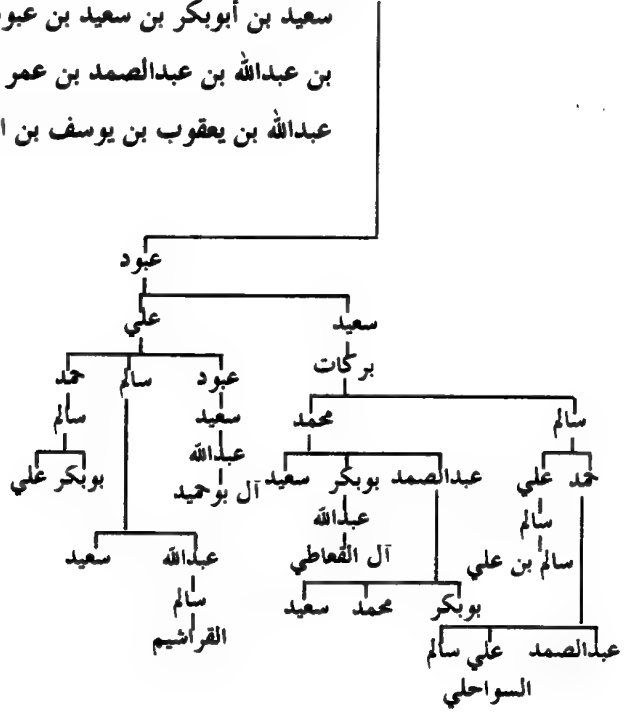 سعيد بن أبوبكر بن سعيد بن عبو
بن عبدالله بن عبدالصمد بن عمر
عبدالله بن يعقوب بن يوسف بن ا
عبود
سعيد
علي
بركات
عبود
سالم
حمد
سالم
محمد
سعيد
سالم
حمد
علي
عبدالصمد
بوبكر
سعيد
عبدالله
بوبكر
علي
سالم
عبدالله
آل بوحميد
سالم بن علي
آل القعاطي
عبدالله
سعيد
بوبكر
محمد
سعيد
سالم
عبدالصمد
علي
سالم
القراشيم
السواحلي